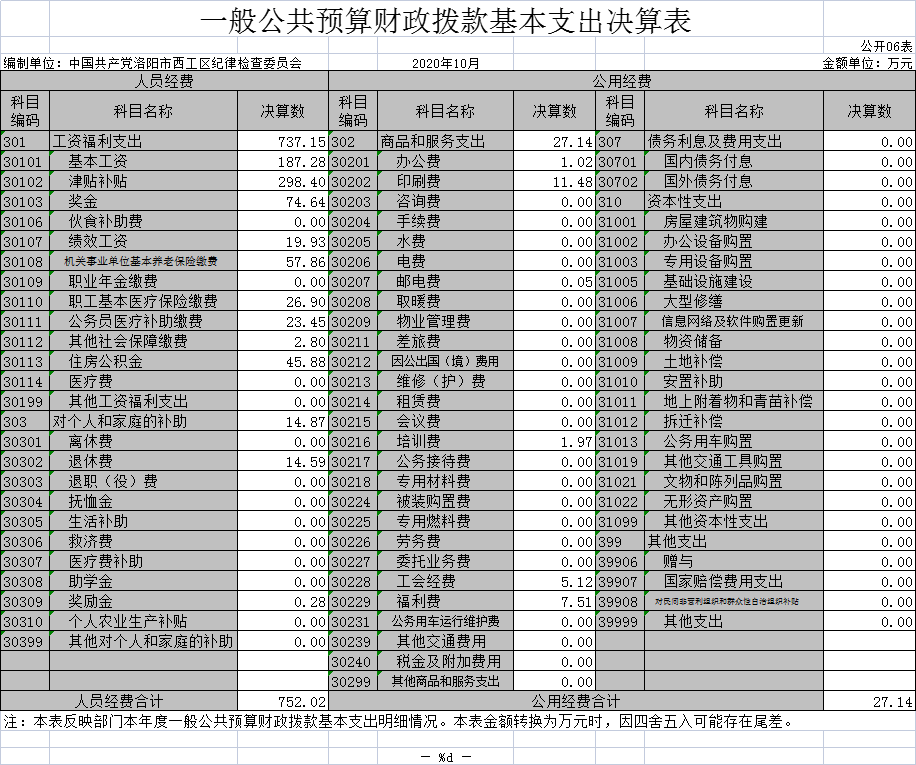 一般公共预算财政拨款基本支出决算表
公开06表
编制单位：中国共产党洛阳市西工区纪律检查委员会 2020年10月 金额单位：万元
人员经费 公用经费
科目编码 科目名称 决算数 科目编码 科目名称 决算数 科目编码 科目名称 决算数
301 工资福利支出 737.15 302 商品和服务支出 27.14 307 债务利息及费用支出 0.00
30101 基本工资 187.28 30201 办公费 1.02 30701 国内债务付息 0.00
30102 津贴补贴 298.40 30202 印刷费 11.48 30702 国外债务付息 0.00
30103 奖金 74.64 30203 咨询费 0.00 310 资本性支出 0.00
30106 伙食补助费 0.00 30204 手续费 0.00 31001 房屋建筑物购建 0.00
30107 绩效工资 19.93 30205 水费 0.00 31002 办公设备购置 0.00
30108 机关事业单位基本养老保险缴费 57.86 30206 电费 0.00 31003 专用设备购置 0.00
30109 职业年金缴费 0.00 30207 邮电费 0.05 31005 基础设施建设 0.00
30110 职工基本医疗保险缴费 26.90 30208 取暖费 0.00 31006 大型修缮 0.00
30111 公务员医疗补助缴费 23.45 30209 物业管理费 0.00 31007 信息网络及软件购置更新 0.00
30112 其他社会保障缴费 2.80 30211 差旅费 0.00 31008 物资储备 0.00
30113 住房公积金 45.88 30212 因公出国（境）费用 0.00 31009 土地补偿 0.00
30114 医疗费 0.00 30213 维修（护）费 0.00 31010 安置补助 0.00
30199 其他工资福利支出 0.00 30214 租赁费 0.00 31011 地上附着物和青苗补偿 0.00
303 对个人和家庭的补助 14.87 30215 会议费 0.00 31012 拆迁补偿 0.00
30301 离休费 0.00 30216 培训费 1.97 31013 公务用车购置 0.00
30302 退休费 14.59 30217 公务接待费 0.00 31019 其他交通工具购置 0.00
30303 退职（役）费 0.00 30218 专用材料费 0.00 31021 文物和陈列品购置 0.00
30304 抚恤金 0.00 30224 被装购置费 0.00 31022 无形资产购置 0.00
30305 生活补助 0.00 30225 专用燃料费 0.00 31099 其他资本性支出 0.00
30306 救济费 0.00 30226 劳务费 0.00 399 其他支出 0.00
30307 医疗费补助 0.00 30227 委托业务费 0.00 39906 赠与 0.00
30308 助学金 0.00 30228 工会经费 5.12 39907 国家赔偿费用支出 0.00
30309 奖励金 0.28 30229 福利费 7.51 39908 对民间非营利组织和群众性自治组织补贴 0.00
30310 个人农业生产补贴 0.00 30231 公务用车运行维护费 0.00 39999 其他支出 0.00
30399 其他对个人和家庭的补助 0.00 30239 其他交通费用 0.00
30240 税金及附加费用 0.00
30299 其他商品和服务支出 0.00
人员经费合计 752.02 公用经费合计 27.14
注：本表反映部门本年度一般公共预算财政拨款基本支出明细情况。本表金额转换为万元时，因四舍五入可能存在尾差。
— %d —